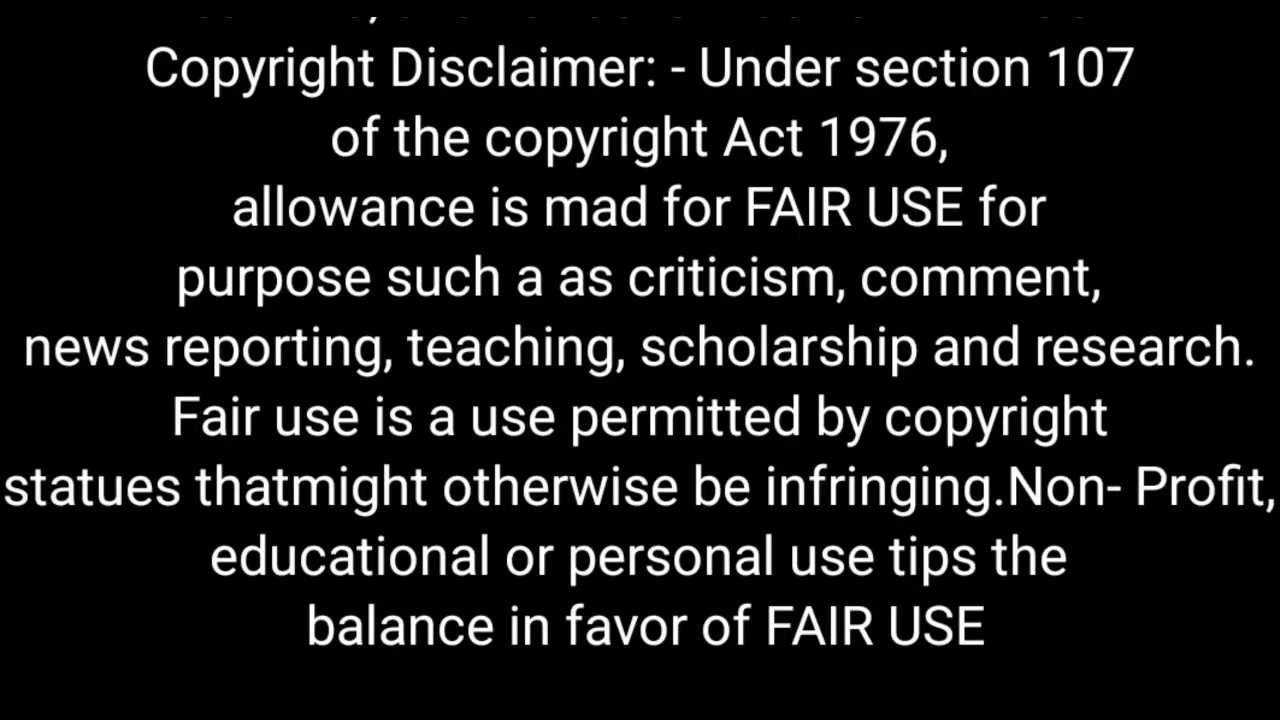 Copyright Disclaimer: - Under section 107
of the copyright Act 1976,
allowance is mad for FAIR USE for
purpose such a as criticism, comment,
news reporting, teaching, scholarship and research.
Fair use is a use permitted by copyright
statues thatmight otherwise be infringing.Non- Profit,
educational or personal use tips the
balance in favor of FAIR USE